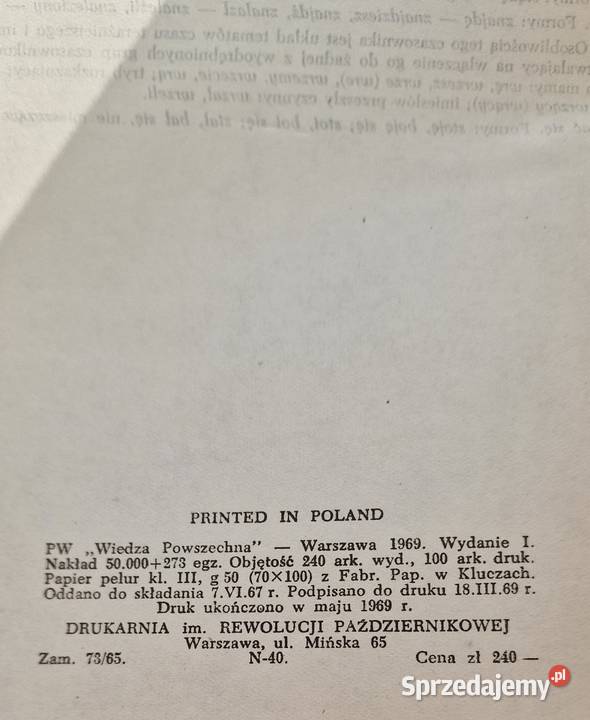 PRINTED IN POLAND
PW „Wiedza Powszechna” — Warszawa 1969. Wydanie I.
Nakład 50.000+273 egz. Objętość 240 ark. wyd., 100 ark. druk.
Papier pelur kl. III, g 50 (70×100) z Fabr. Pap. w Kluczach.
Oddano do składania 7.VI.67 r. Podpisano do druku 18.III.69 r.
Druk ukończono w maju 1969 r.
DRUKARNIA im. REWOLUCJI PAŹDZIERNIKOWEJ
Warszawa, ul. Mińska 65
Zam. 73/65. N-40. Cena zł 240 —
Sprzedajemy.pl